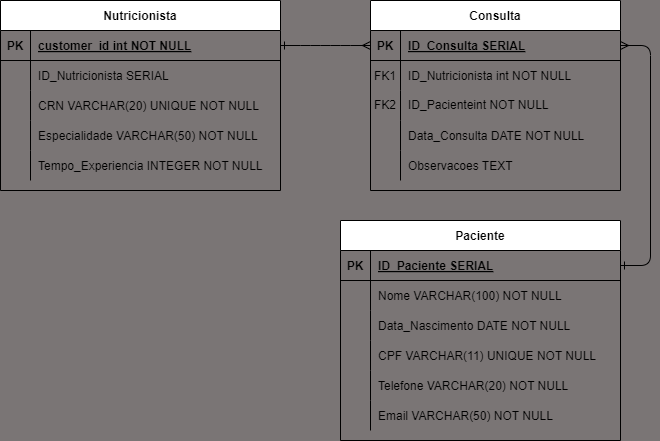 Nutricionista
PK customer_id int NOT NULL
ID_Nutricionista SERIAL
CRN VARCHAR(20) UNIQUE NOT NULL
Especialidade VARCHAR(50) NOT NULL
Tempo_Experiencia INTEGER NOT NULL
Consulta
PK ID_Consulta SERIAL
FK1 ID_Nutricionista int NOT NULL
FK2 ID_Pacienteint NOT NULL
Data_Consulta DATE NOT NULL
Observacoes TEXT
Paciente
PK ID_Paciente SERIAL
Nome VARCHAR(100) NOT NULL
Data_Nascimento DATE NOT NULL
CPF VARCHAR(11) UNIQUE NOT NULL
Telefone VARCHAR(20) NOT NULL
Email VARCHAR(50) NOT NULL